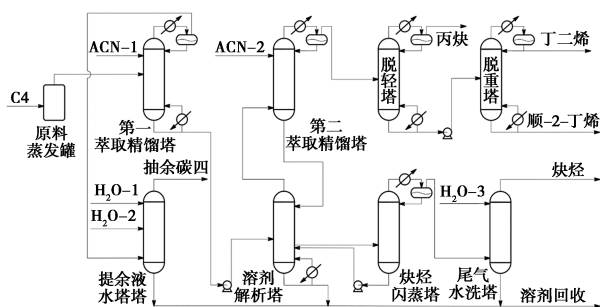 ACN-1
ACN-2
丙炔
丁二烯
脱轻塔
脱重塔
C4
原料
蒸发罐
第一
萃取精馏塔
第二
萃取精馏塔
顺-2-丁烯
抽余碳四
炔烃
H₂O-1
H₂O-2
H₂O-3
提余液
水塔塔
溶剂
解析塔
炔烃
闪蒸塔
尾气
水洗塔
溶剂回收